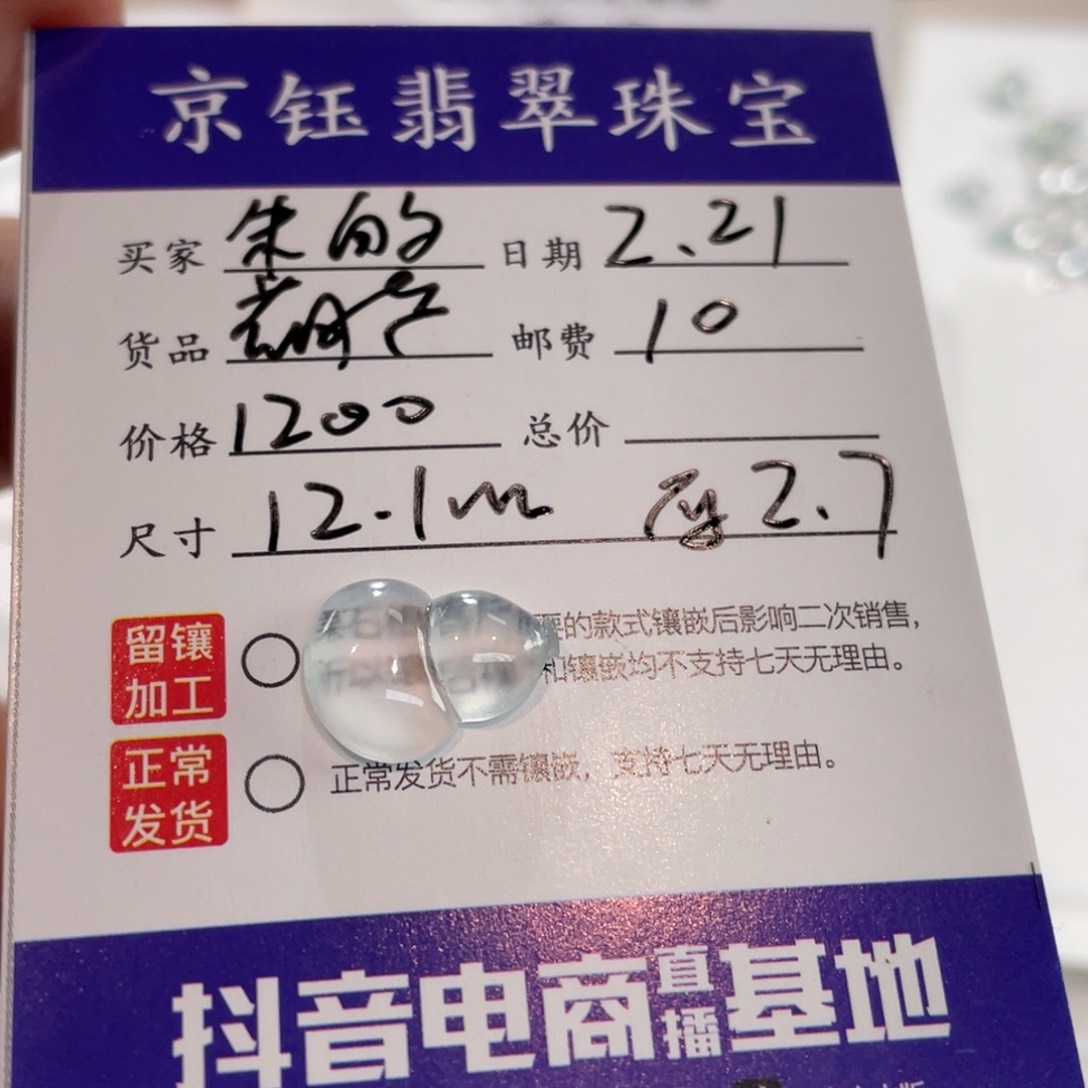 京钰翡翠珠宝
买家 朱的 日期 2.21
货品 邮费 10
价格 1200 总价
尺寸 12.1m 厚2.7
留镶
加工
的款式镶嵌后影响二次销售,
和镶嵌均不支持七天无理由。
正常
发货
正常发货不需镶嵌,支持七天无理由。
抖音电商直播基地